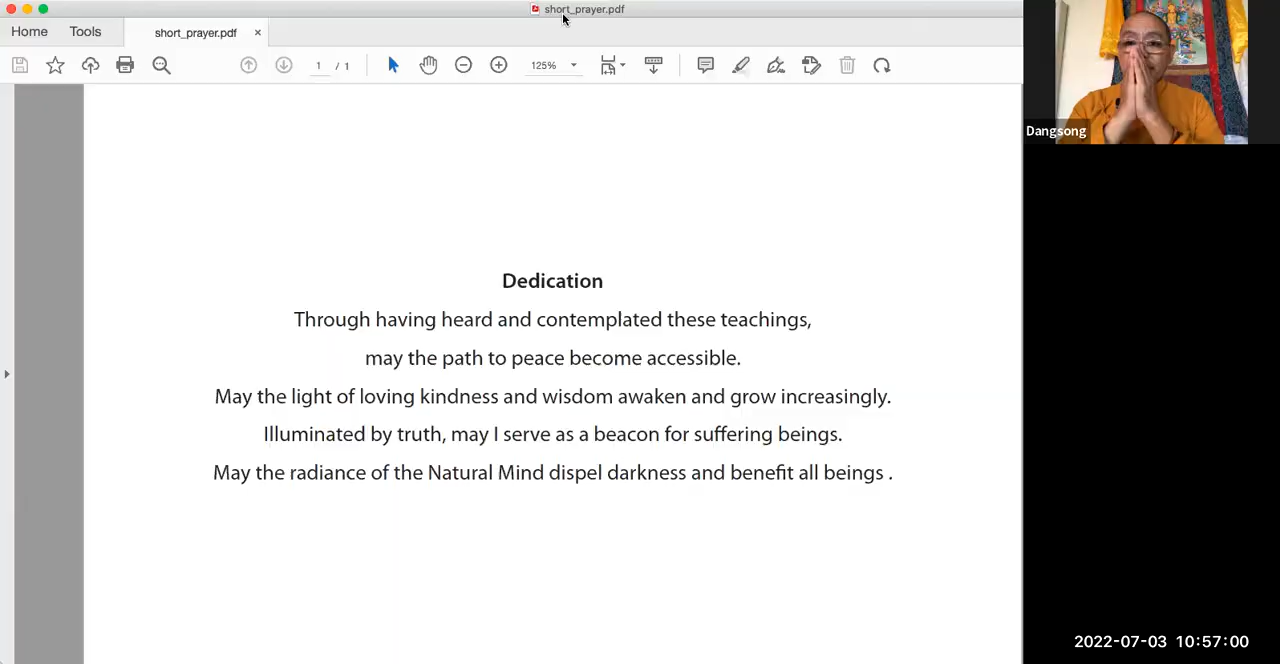 short_prayer.pdf
Home Tools short_prayer.pdf ×
1 / 1 125%
Dangsong
Dedication
Through having heard and contemplated these teachings,
may the path to peace become accessible.
May the light of loving kindness and wisdom awaken and grow increasingly.
Illuminated by truth, may I serve as a beacon for suffering beings.
May the radiance of the Natural Mind dispel darkness and benefit all beings .
2022-07-03 10:57:00